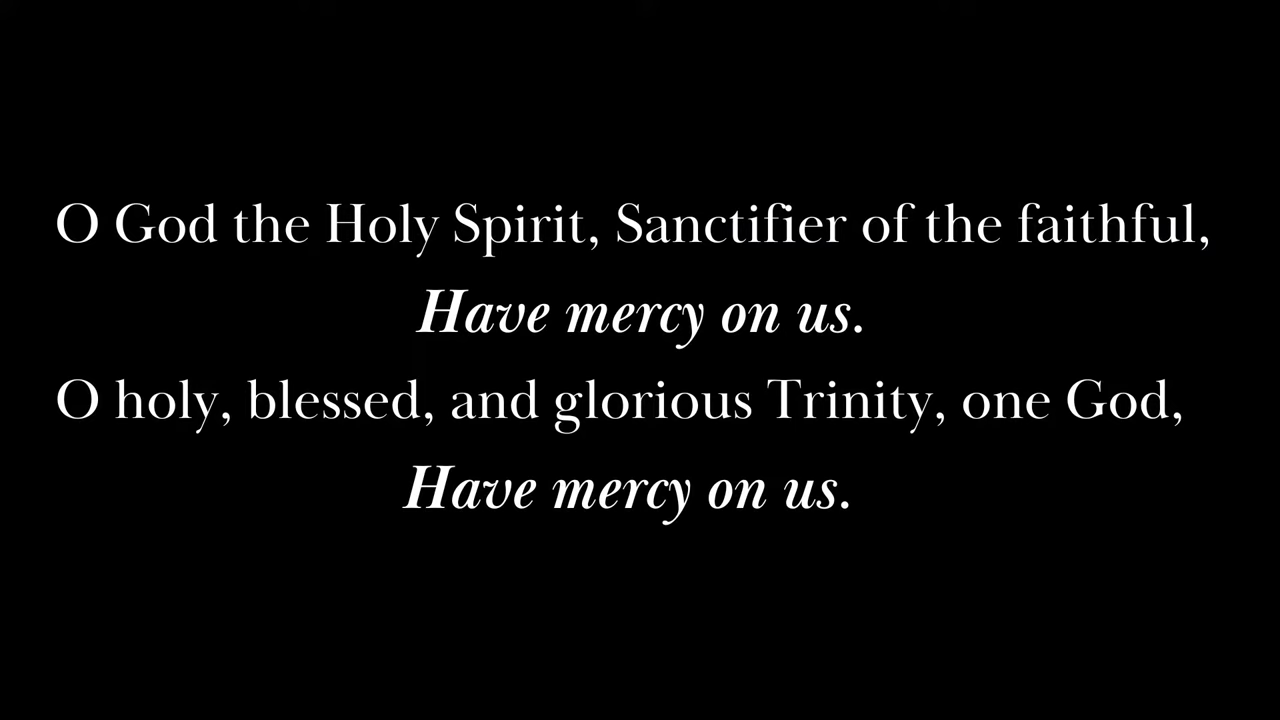 O God the Holy Spirit, Sanctifier of the faithful,
Have mercy on us.
O holy, blessed, and glorious Trinity, one God,
Have mercy on us.